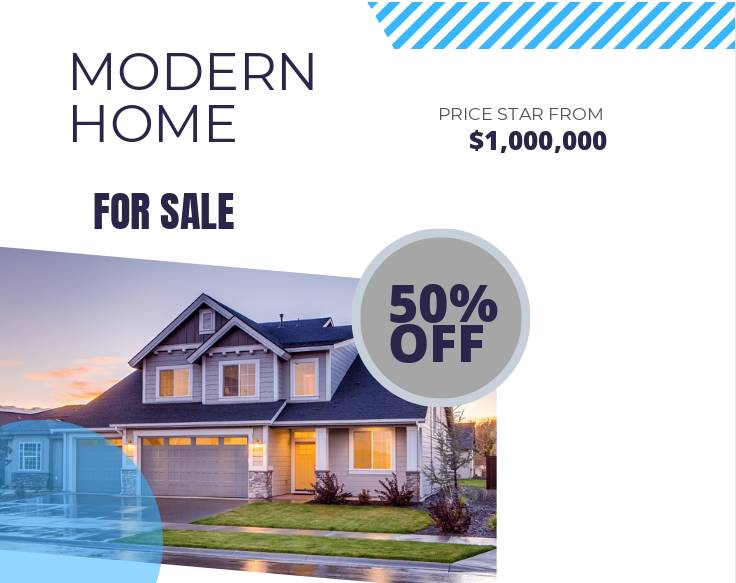 MODERN
HOME
PRICE STAR FROM
$1,000,000
FOR SALE
50%
OFF